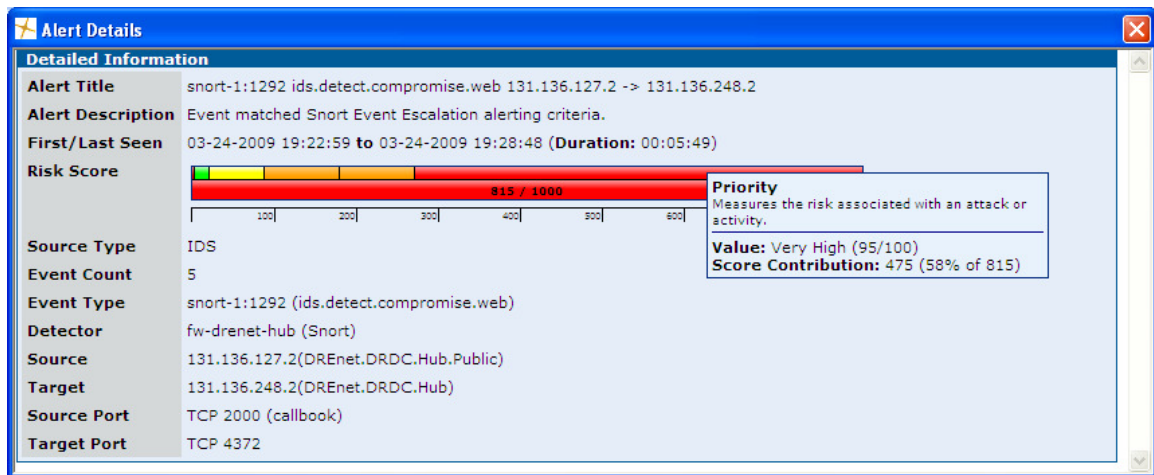 Alert Details
Detailed Information
Alert Title snort-1:1292 ids.detect.compromise.web 131.136.127.2 -> 131.136.248.2
Alert Description Event matched Snort Event Escalation alerting criteria.
First/Last Seen 03-24-2009 19:22:59 to 03-24-2009 19:28:48 (Duration: 00:05:49)
Risk Score
815 / 1000
100 200 300 400 500 600
Priority
Measures the risk associated with an attack or
activity.
Value: Very High (95/100)
Score Contribution: 475 (58% of 815)
Source Type IDS
Event Count 5
Event Type snort-1:1292 (ids.detect.compromise.web)
Detector fw-drenet-hub (Snort)
Source 131.136.127.2(DREnet.DRDC.Hub.Public)
Target 131.136.248.2(DREnet.DRDC.Hub)
Source Port TCP 2000 (callbook)
Target Port TCP 4372